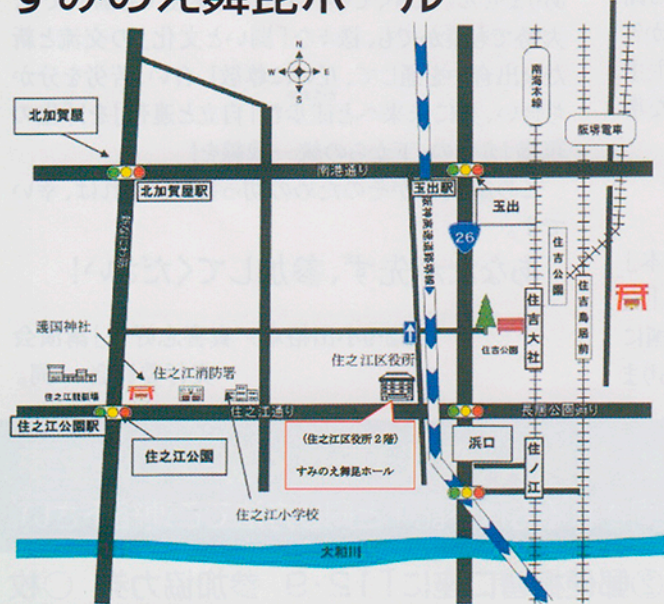 すみのえ舞昆ホール
N
W
E
S
北加賀屋
南港通り
北加賀屋駅
玉出駅
玉出
南海本線
阪堺電車
26
住吉公園
住吉鳥居前
住吉大社
住吉公園
護国神社
住之江消防署
住之江競艇場
住之江区役所
住之江公園駅
住之江公園
住之江通り
長居公園通り
浜口
住ノ江
(住之江区役所2階)
すみのえ舞昆ホール
住之江小学校
大和川